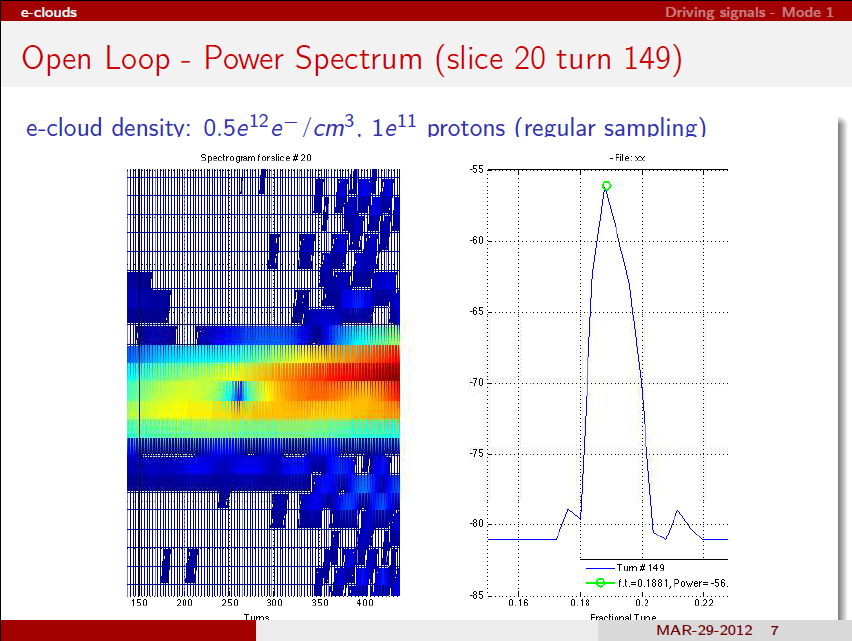 e-clouds
Driving signals - Mode 1
Open Loop - Power Spectrum (slice 20 turn 149)
e-cloud density: 0.5e¹²e⁻/cm³, 1e¹¹ protons (regular sampling)
Spectrogram for slice # 20
150 200 250 300 350 400
Turns
- File: xx
-55
-60
-65
-70
-75
-80
-85
Turn # 149
f.t.=0.1881, Power= -56.
0.16 0.18 0.2 0.22
Fractional Tune
MAR-29-2012 7